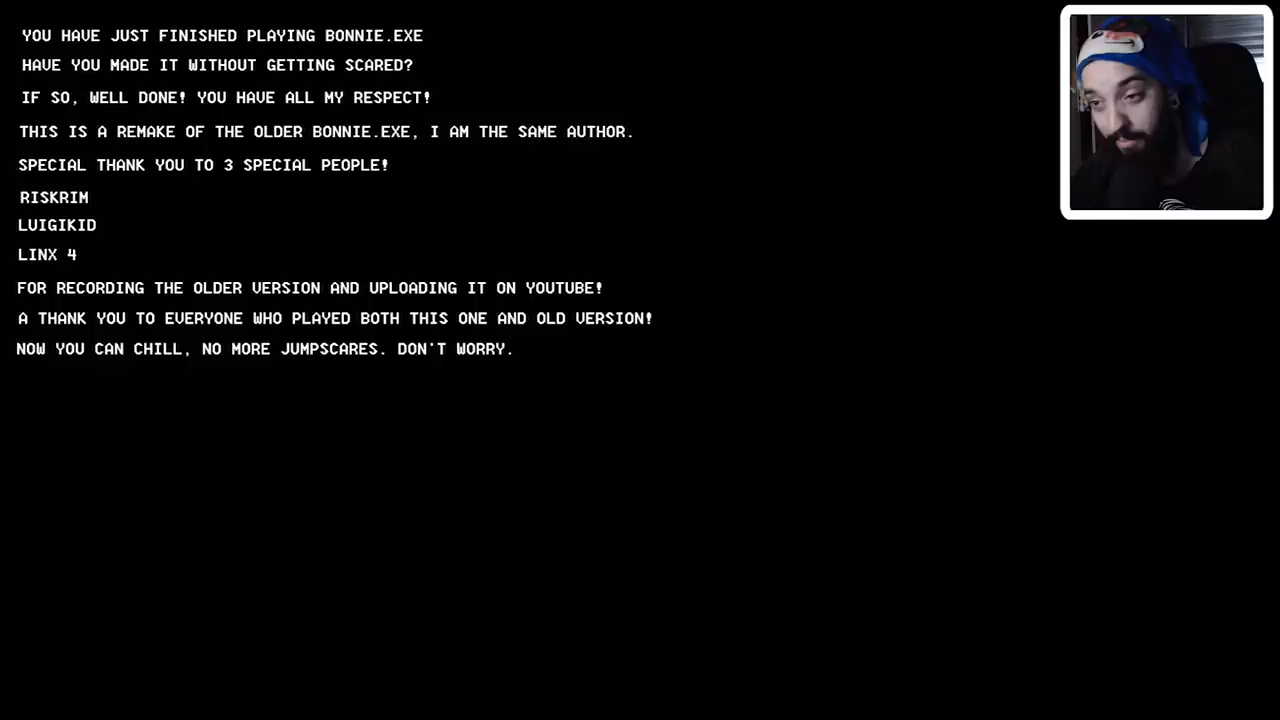 YOU HAVE JUST FINISHED PLAYING BONNIE.EXE
HAVE YOU MADE IT WITHOUT GETTING SCARED?
IF SO, WELL DONE! YOU HAVE ALL MY RESPECT!
THIS IS A REMAKE OF THE OLDER BONNIE.EXE, I AM THE SAME AUTHOR.
SPECIAL THANK YOU TO 3 SPECIAL PEOPLE!
RISKRIM
LUIGIKID
LINX 4
FOR RECORDING THE OLDER VERSION AND UPLOADING IT ON YOUTUBE!
A THANK YOU TO EVERYONE WHO PLAYED BOTH THIS ONE AND OLD VERSION!
NOW YOU CAN CHILL, NO MORE JUMPSCARES. DON'T WORRY.